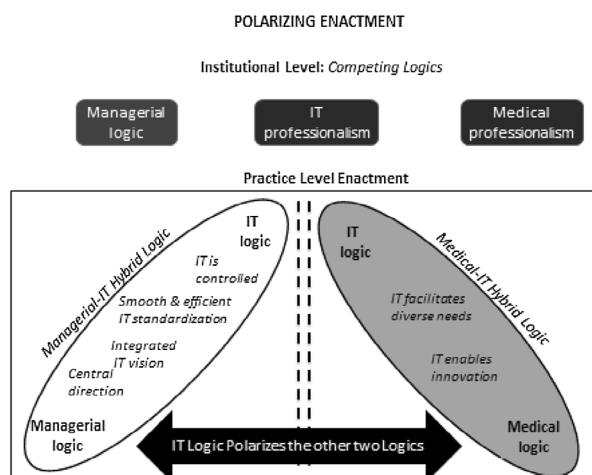 POLARIZING ENACTMENT
Institutional Level: Competing Logics
Managerial
logic
IT
professionalism
Medical
professionalism
Practice Level Enactment
Managerial-IT Hybrid Logic
IT
logic
IT is
controlled
Smooth & efficient
IT standardization
Integrated
IT vision
Central
direction
Managerial
logic
IT
logic
Medical-IT Hybrid Logic
IT facilitates
diverse needs
IT enables
innovation
Medical
logic
IT Logic Polarizes the other two Logics